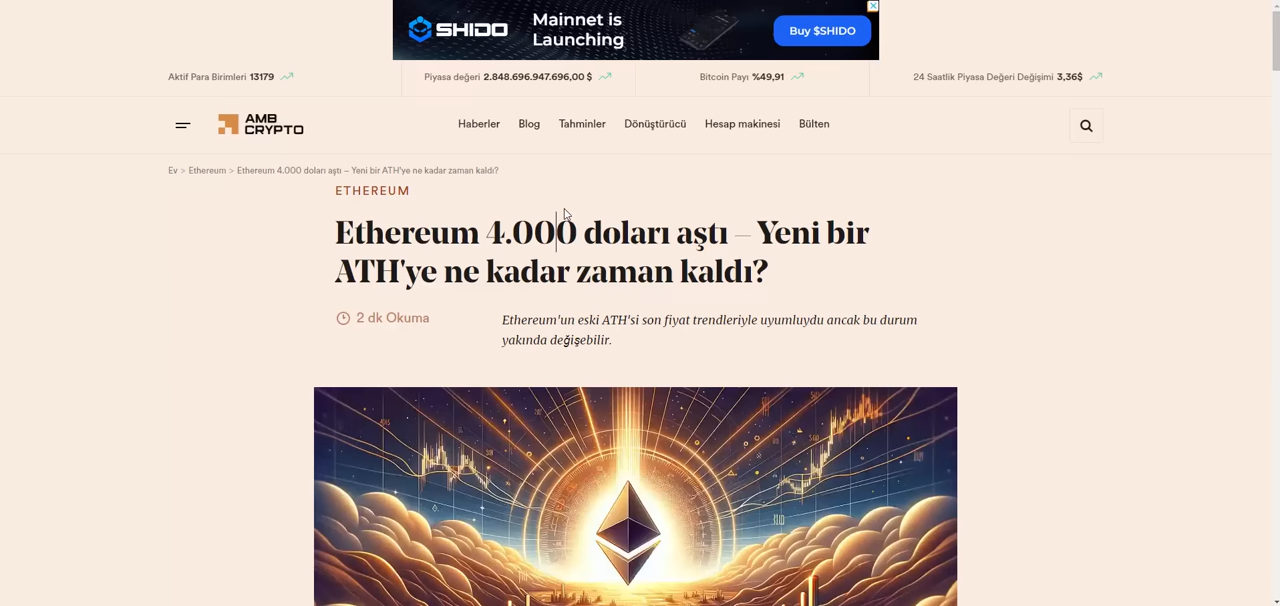 SHIDO
Mainnet is
Launching
Buy $SHIDO
Aktif Para Birimleri 13179
Piyasa değeri 2.848.696.947.696,00 $
Bitcoin Payı %49,91
24 Saatlik Piyasa Değeri Değişimi 3,36$
AMB
CRYPTO
Haberler
Blog
Tahminler
Dönüştürücü
Hesap makinesi
Bülten
Ev > Ethereum > Ethereum 4.000 doları aştı – Yeni bir ATH'ye ne kadar zaman kaldı?
ETHEREUM
Ethereum 4.000 doları aştı – Yeni bir
ATH'ye ne kadar zaman kaldı?
2 dk Okuma
Ethereum'un eski ATH'si son fiyat trendleriyle uyumluydu ancak bu durum
yakında değişebilir.